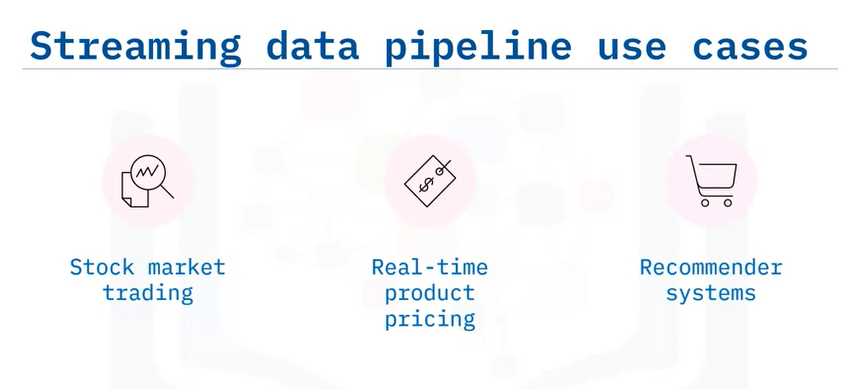 Streaming data pipeline use cases
Stock market
trading
Real-time
product
pricing
Recommender
systems